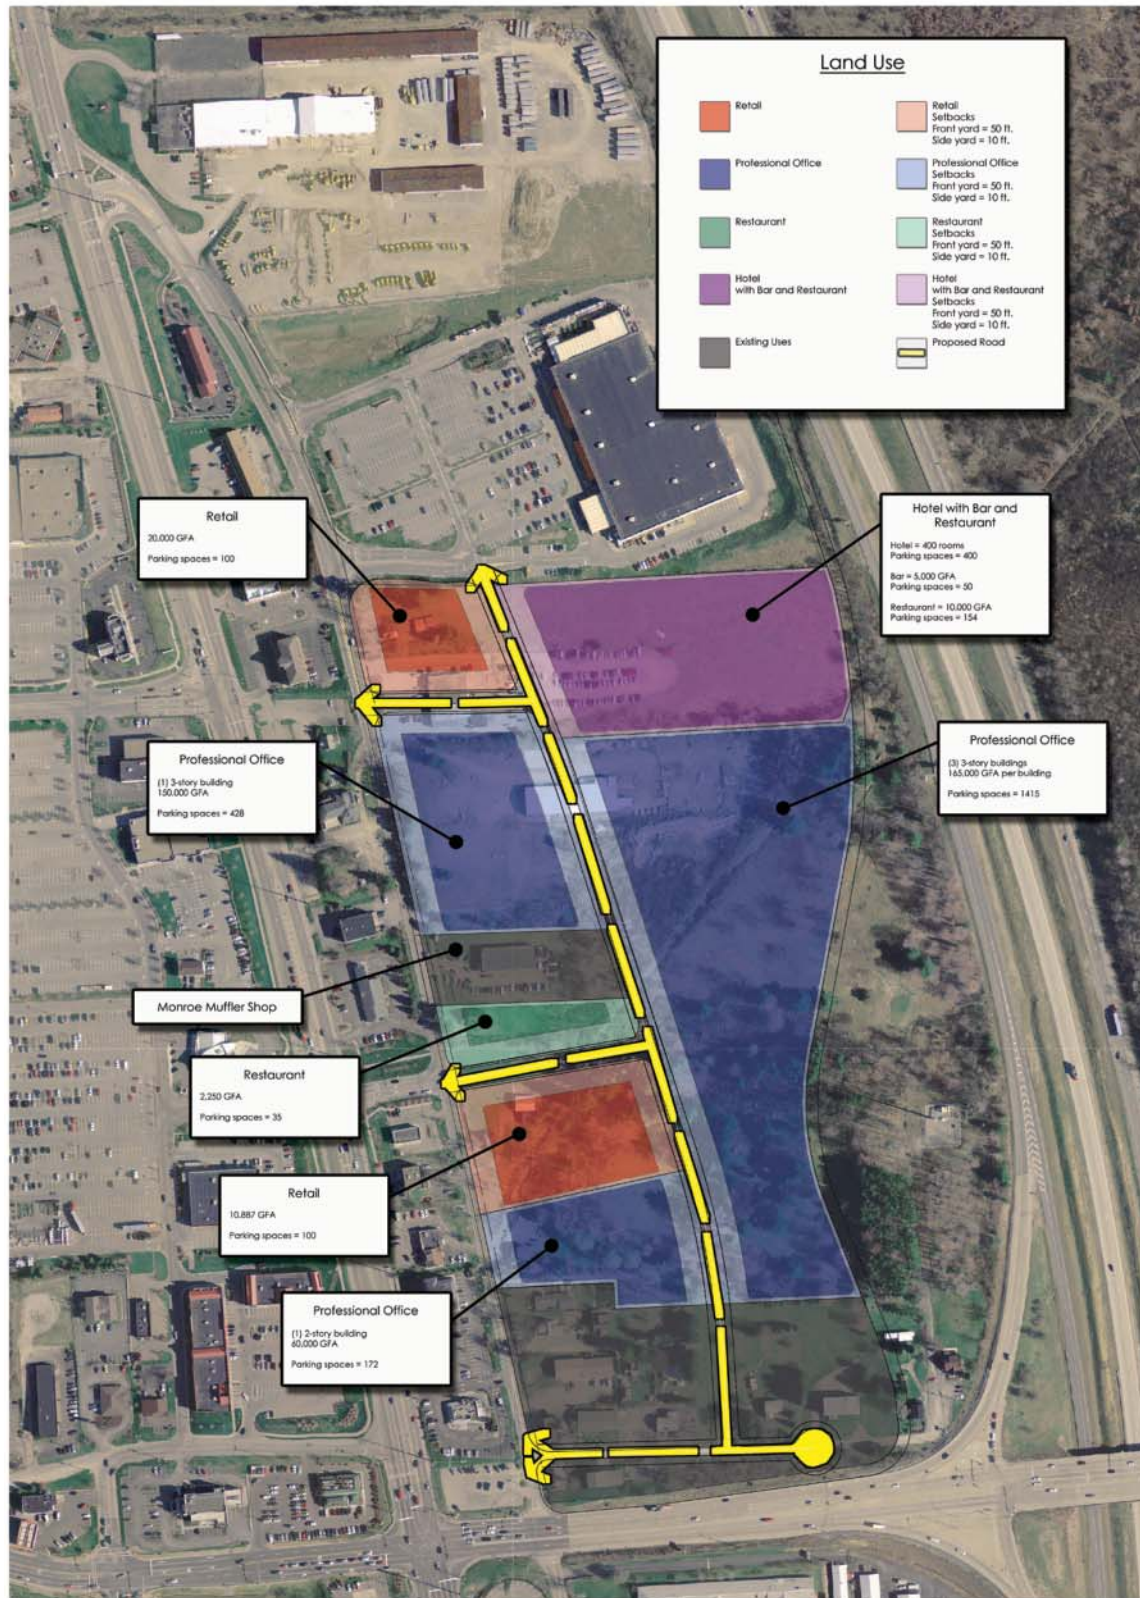 Land Use
Retail
Retail
Setbacks
Front yard = 50 ft.
Side yard = 10 ft.
Professional Office
Professional Office
Setbacks
Front yard = 50 ft.
Side yard = 10 ft.
Restaurant
Restaurant
Setbacks
Front yard = 50 ft.
Side yard = 10 ft.
Hotel
with Bar and Restaurant
Hotel
with Bar and Restaurant
Setbacks
Front yard = 50 ft.
Side yard = 10 ft.
Existing Uses
Proposed Road
Retail
20,000 GFA
Parking spaces = 100
Hotel with Bar and
Restaurant
Hotel = 400 rooms
Parking spaces = 400
Bar = 5,000 GFA
Parking spaces = 50
Restaurant = 10,000 GFA
Parking spaces = 154
Professional Office
(1) 3-story building
150,000 GFA
Parking spaces = 428
Professional Office
(3) 3-story buildings
165,000 GFA per building
Parking spaces = 1415
Monroe Muffler Shop
Restaurant
2,250 GFA
Parking spaces = 35
Retail
10,887 GFA
Parking spaces = 100
Professional Office
(1) 2-story building
60,000 GFA
Parking spaces = 172